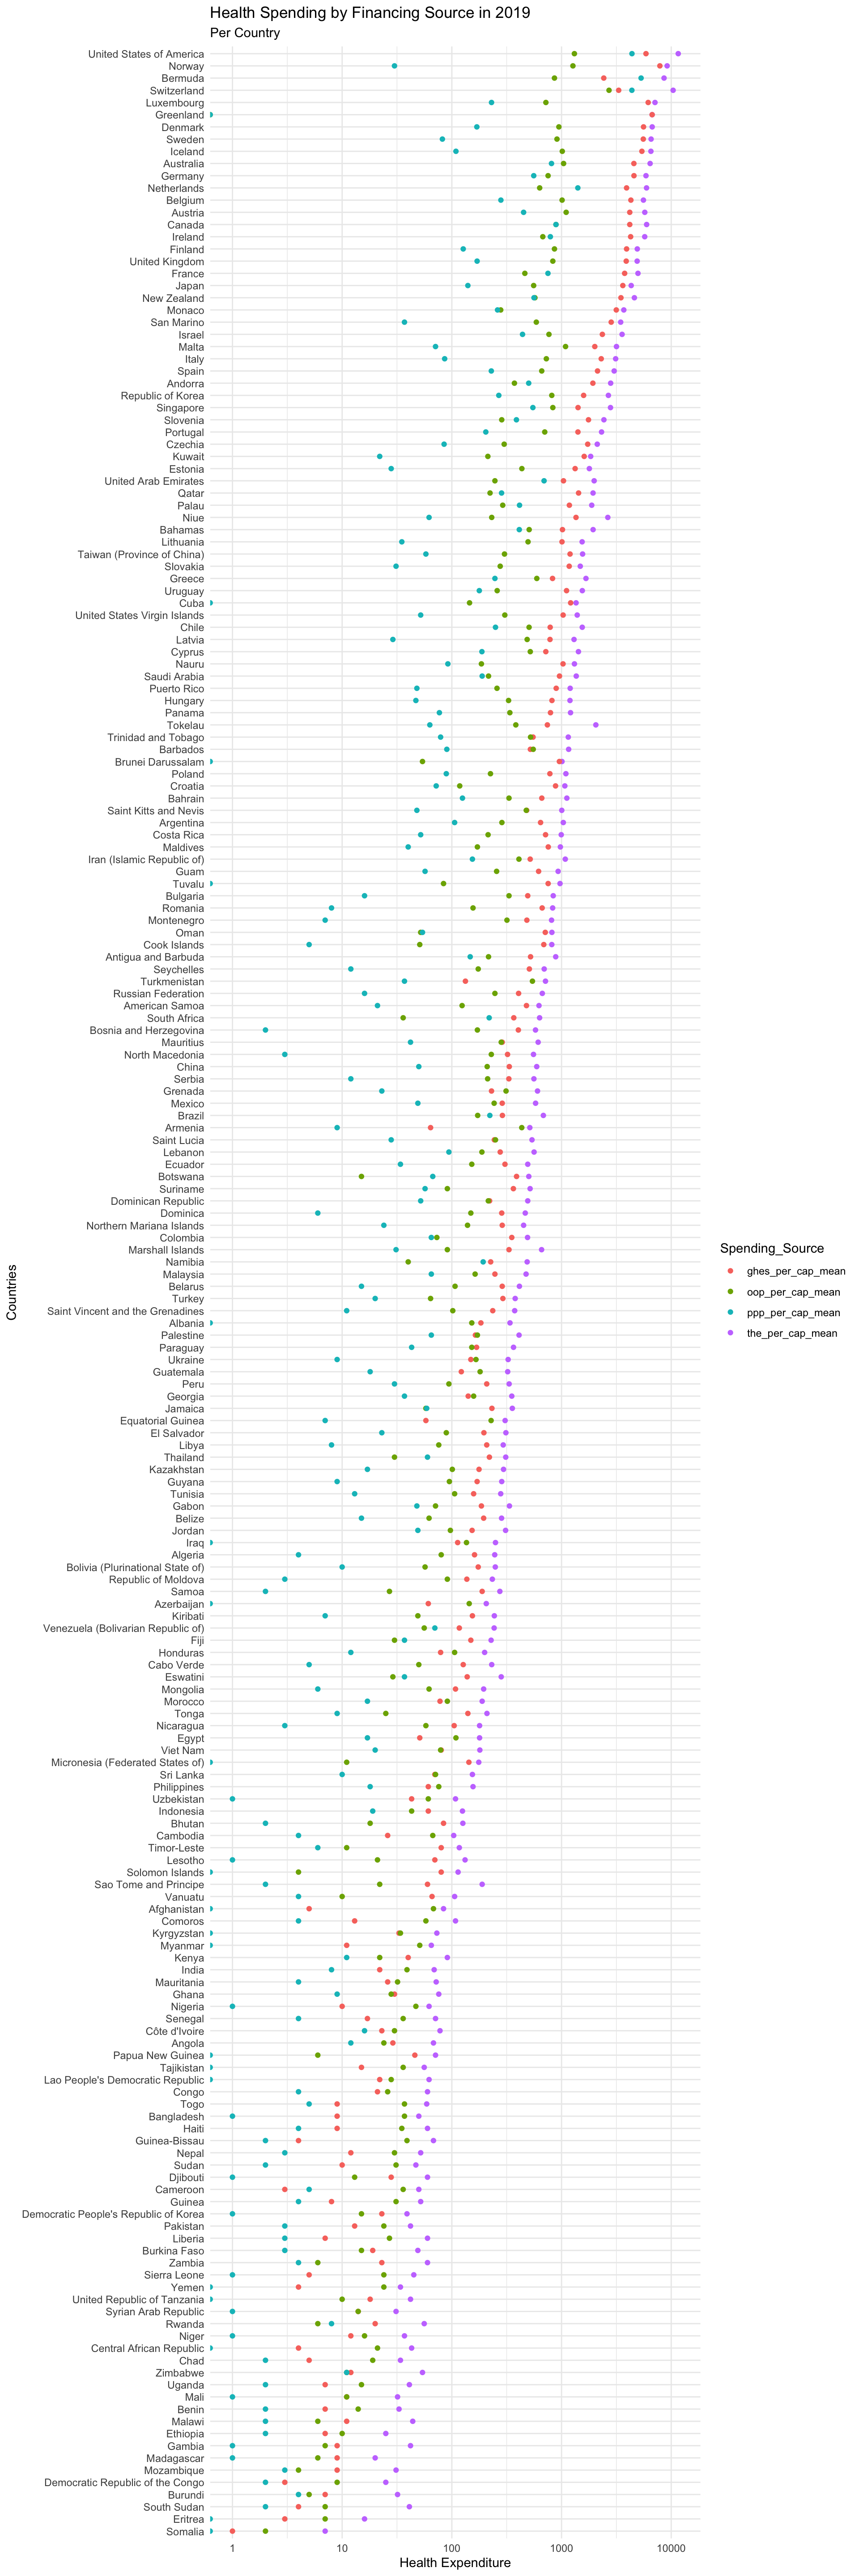 Health Spending by Financing Source in 2019
Per Country
United States of America
Norway
Bermuda
Switzerland
Luxembourg
Greenland
Denmark
Sweden
Iceland
Australia
Germany
Netherlands
Belgium
Austria
Canada
Ireland
Finland
United Kingdom
France
Japan
New Zealand
Monaco
San Marino
Israel
Malta
Italy
Spain
Andorra
Republic of Korea
Singapore
Slovenia
Portugal
Czechia
Kuwait
Estonia
United Arab Emirates
Qatar
Palau
Niue
Bahamas
Lithuania
Taiwan (Province of China)
Slovakia
Greece
Uruguay
Cuba
United States Virgin Islands
Chile
Latvia
Cyprus
Nauru
Saudi Arabia
Puerto Rico
Hungary
Panama
Tokelau
Trinidad and Tobago
Barbados
Brunei Darussalam
Poland
Croatia
Bahrain
Saint Kitts and Nevis
Argentina
Costa Rica
Maldives
Iran (Islamic Republic of)
Guam
Tuvalu
Bulgaria
Romania
Montenegro
Oman
Cook Islands
Antigua and Barbuda
Seychelles
Turkmenistan
Russian Federation
American Samoa
South Africa
Bosnia and Herzegovina
Mauritius
North Macedonia
China
Serbia
Grenada
Mexico
Brazil
Armenia
Saint Lucia
Lebanon
Ecuador
Botswana
Suriname
Dominican Republic
Dominica
Northern Mariana Islands
Colombia
Marshall Islands
Namibia
Malaysia
Belarus
Turkey
Saint Vincent and the Grenadines
Albania
Palestine
Paraguay
Ukraine
Guatemala
Peru
Georgia
Jamaica
Equatorial Guinea
El Salvador
Libya
Thailand
Kazakhstan
Guyana
Tunisia
Gabon
Belize
Jordan
Iraq
Algeria
Bolivia (Plurinational State of)
Republic of Moldova
Samoa
Azerbaijan
Kiribati
Venezuela (Bolivarian Republic of)
Fiji
Honduras
Cabo Verde
Eswatini
Mongolia
Morocco
Tonga
Nicaragua
Egypt
Viet Nam
Micronesia (Federated States of)
Sri Lanka
Philippines
Uzbekistan
Indonesia
Bhutan
Cambodia
Timor-Leste
Lesotho
Solomon Islands
Sao Tome and Principe
Vanuatu
Afghanistan
Comoros
Kyrgyzstan
Myanmar
Kenya
India
Mauritania
Ghana
Nigeria
Senegal
Côte d'Ivoire
Angola
Papua New Guinea
Tajikistan
Lao People's Democratic Republic
Congo
Togo
Bangladesh
Haiti
Guinea-Bissau
Nepal
Sudan
Djibouti
Cameroon
Guinea
Democratic People's Republic of Korea
Pakistan
Liberia
Burkina Faso
Zambia
Sierra Leone
Yemen
United Republic of Tanzania
Syrian Arab Republic
Rwanda
Niger
Central African Republic
Chad
Zimbabwe
Uganda
Mali
Benin
Malawi
Ethiopia
Gambia
Madagascar
Mozambique
Democratic Republic of the Congo
Burundi
South Sudan
Eritrea
Somalia
1 10 100 1000 10000
Health Expenditure
Countries
Spending_Source
ghes_per_cap_mean
oop_per_cap_mean
ppp_per_cap_mean
the_per_cap_mean